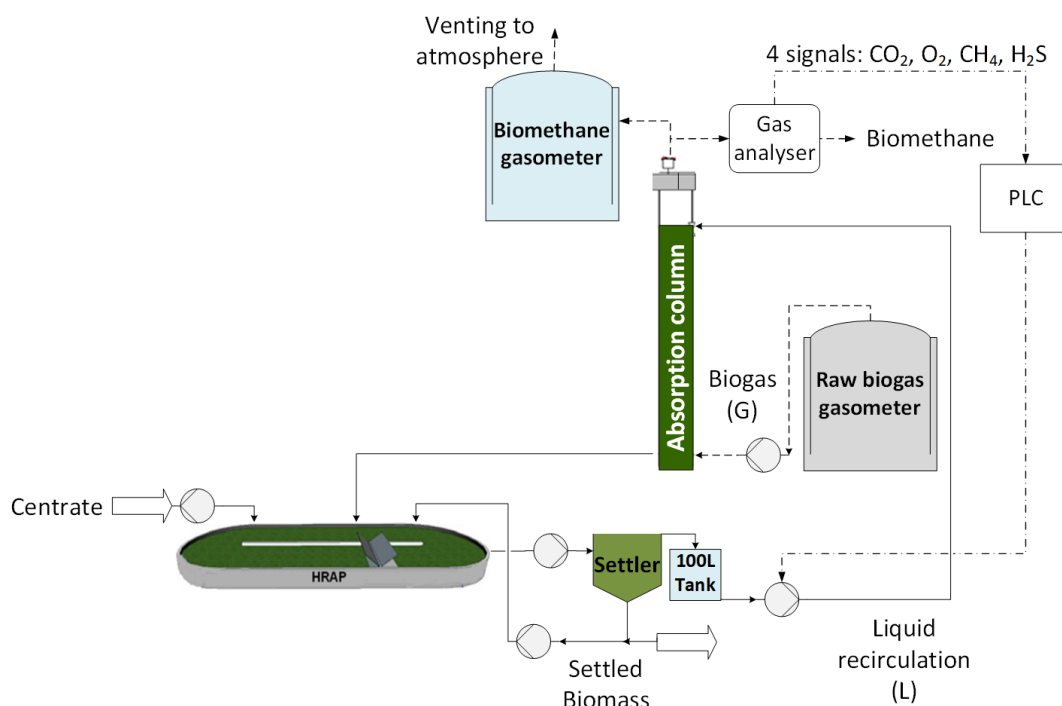 Venting to
atmosphere
4 signals: CO₂, O₂, CH₄, H₂S
Biomethane
gasometer
Gas
analyser
Biomethane
PLC
Absorption column
Biogas
(G)
Raw biogas
gasometer
Centrate
HRAP
Settler
100L
Tank
Settled
Biomass
Liquid
recirculation
(L)